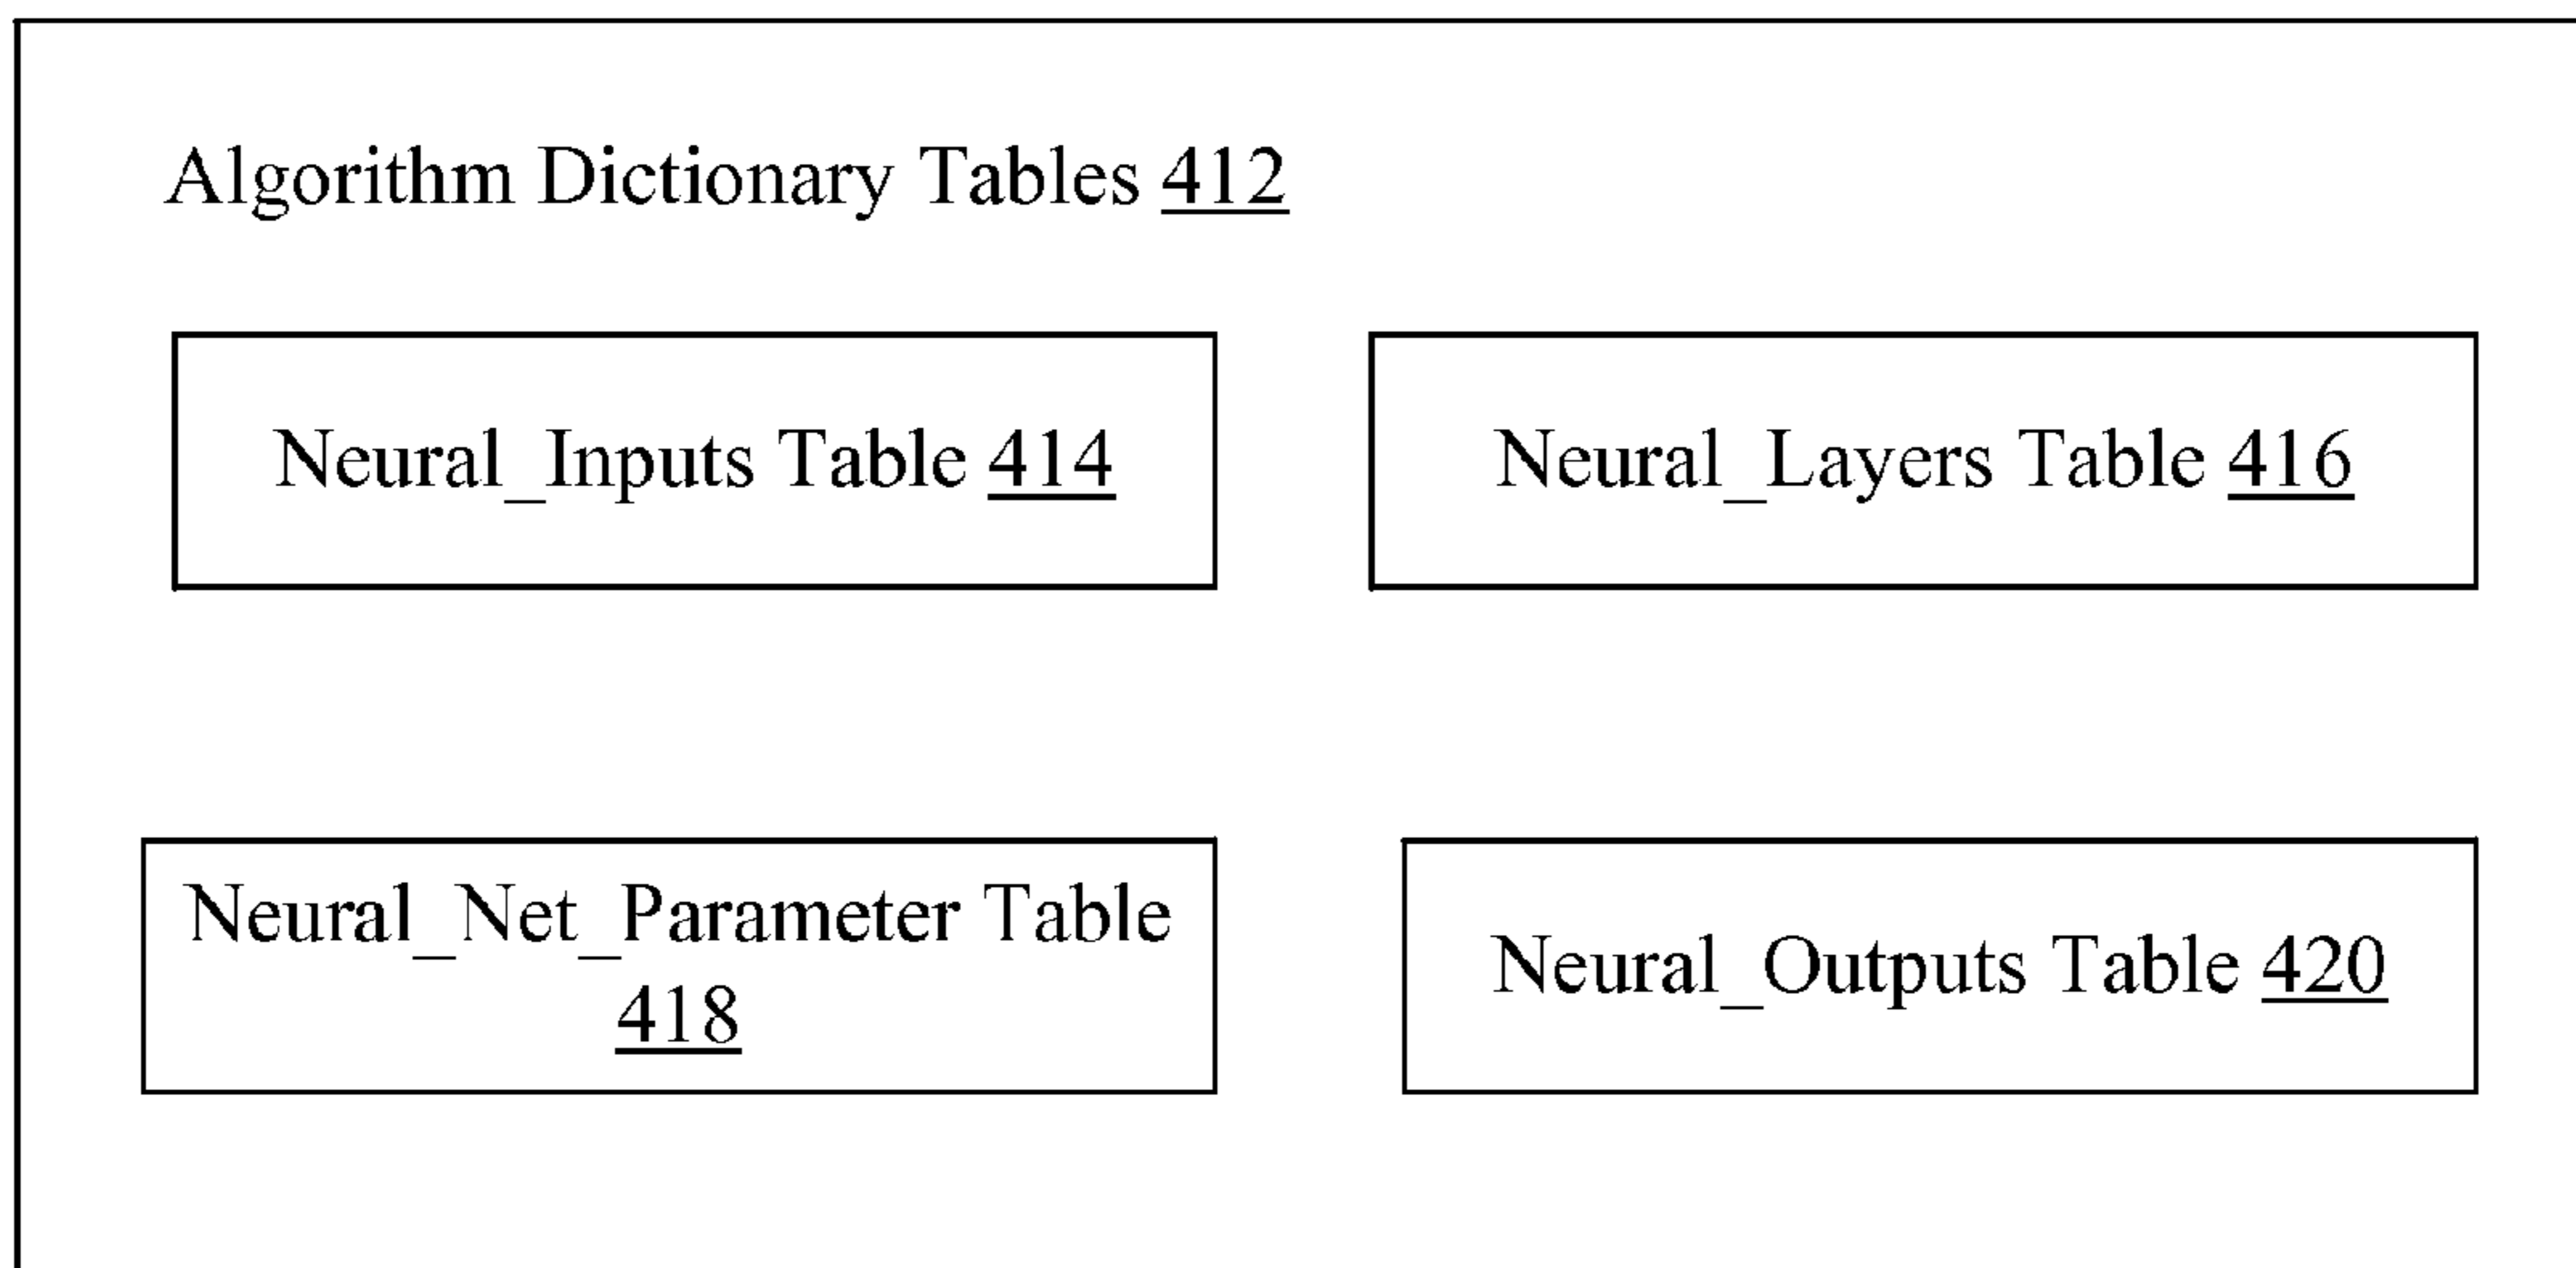 Algorithm Dictionary Tables 412
Neural_Inputs Table 414
Neural_Layers Table 416
Neural_Net_Parameter Table
418
Neural_Outputs Table 420